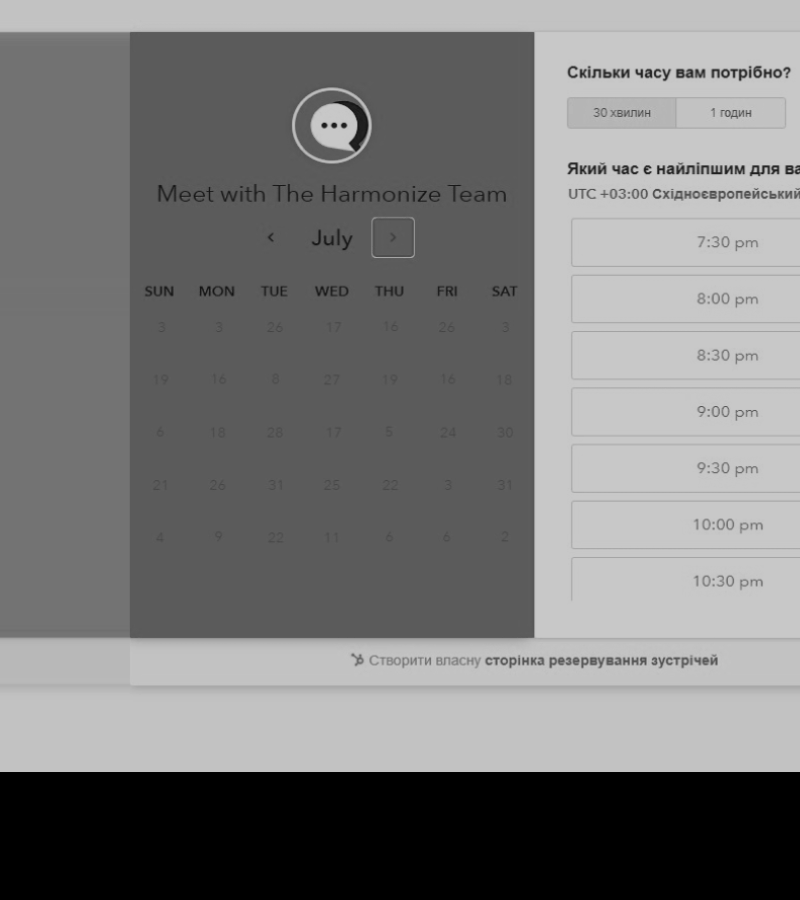 Meet with The Harmonize Team
July
SUN MON TUE WED THU FRI SAT
3 3 26 17 16 26 3
19 16 8 27 19 16 18
6 18 28 17 5 24 30
21 26 31 25 22 3 31
4 9 22 11 6 6 2
Скільки часу вам потрібно?
30 хвилин 1 годин
Який час є найліпшим для ва
UTC +03:00 Східноєвропейський
7:30 pm
8:00 pm
8:30 pm
9:00 pm
9:30 pm
10:00 pm
10:30 pm
Створити власну сторінка резервування зустрічей